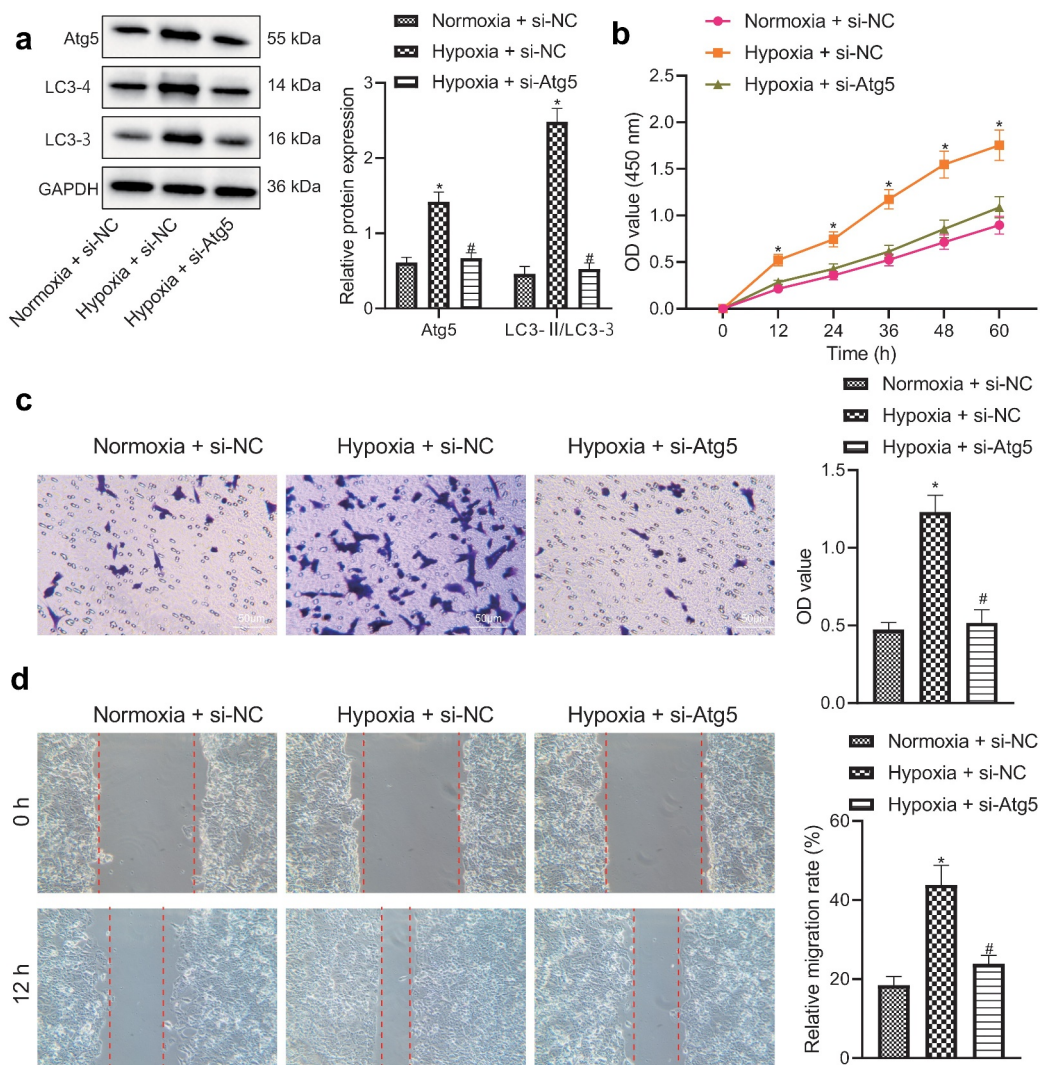 a
Atg5
55 kDa
LC3-4
14 kDa
LC3-3
16 kDa
GAPDH
36 kDa
Normoxia + si-NC
Hypoxia + si-NC
Hypoxia + si-Atg5
Normoxia + si-NC
Hypoxia + si-NC
Hypoxia + si-Atg5
Relative protein expression
3
2
1
0
*
#
*
#
Atg5
LC3- II/LC3-3
b
Normoxia + si-NC
Hypoxia + si-NC
Hypoxia + si-Atg5
OD value (450 nm)
2.5
2.0
1.5
1.0
0.5
0.0
* * * * *
0 12 24 36 48 60
Time (h)
c
Normoxia + si-NC
Hypoxia + si-NC
Hypoxia + si-Atg5
50μm
50μm
50μm
Normoxia + si-NC
Hypoxia + si-NC
Hypoxia + si-Atg5
OD value
1.5
1.0
0.5
0.0
*
#
d
Normoxia + si-NC
Hypoxia + si-NC
Hypoxia + si-Atg5
0 h
12 h
Normoxia + si-NC
Hypoxia + si-NC
Hypoxia + si-Atg5
Relative migration rate (%)
60
40
20
0
*
#